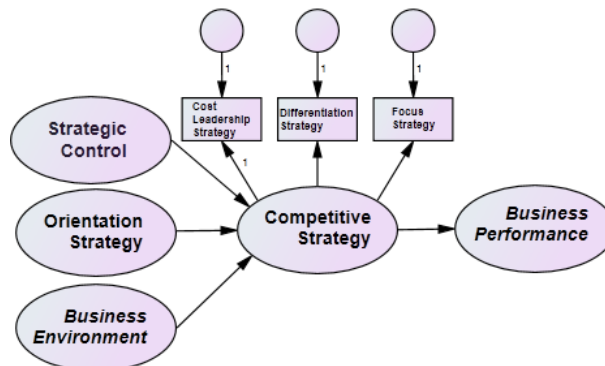 1
1
1
Cost
Leadership
Strategy
Differentiation
Strategy
Focus
Strategy
1
Strategic
Control
Orientation
Strategy
Business
Environment
Competitive
Strategy
Business
Performance